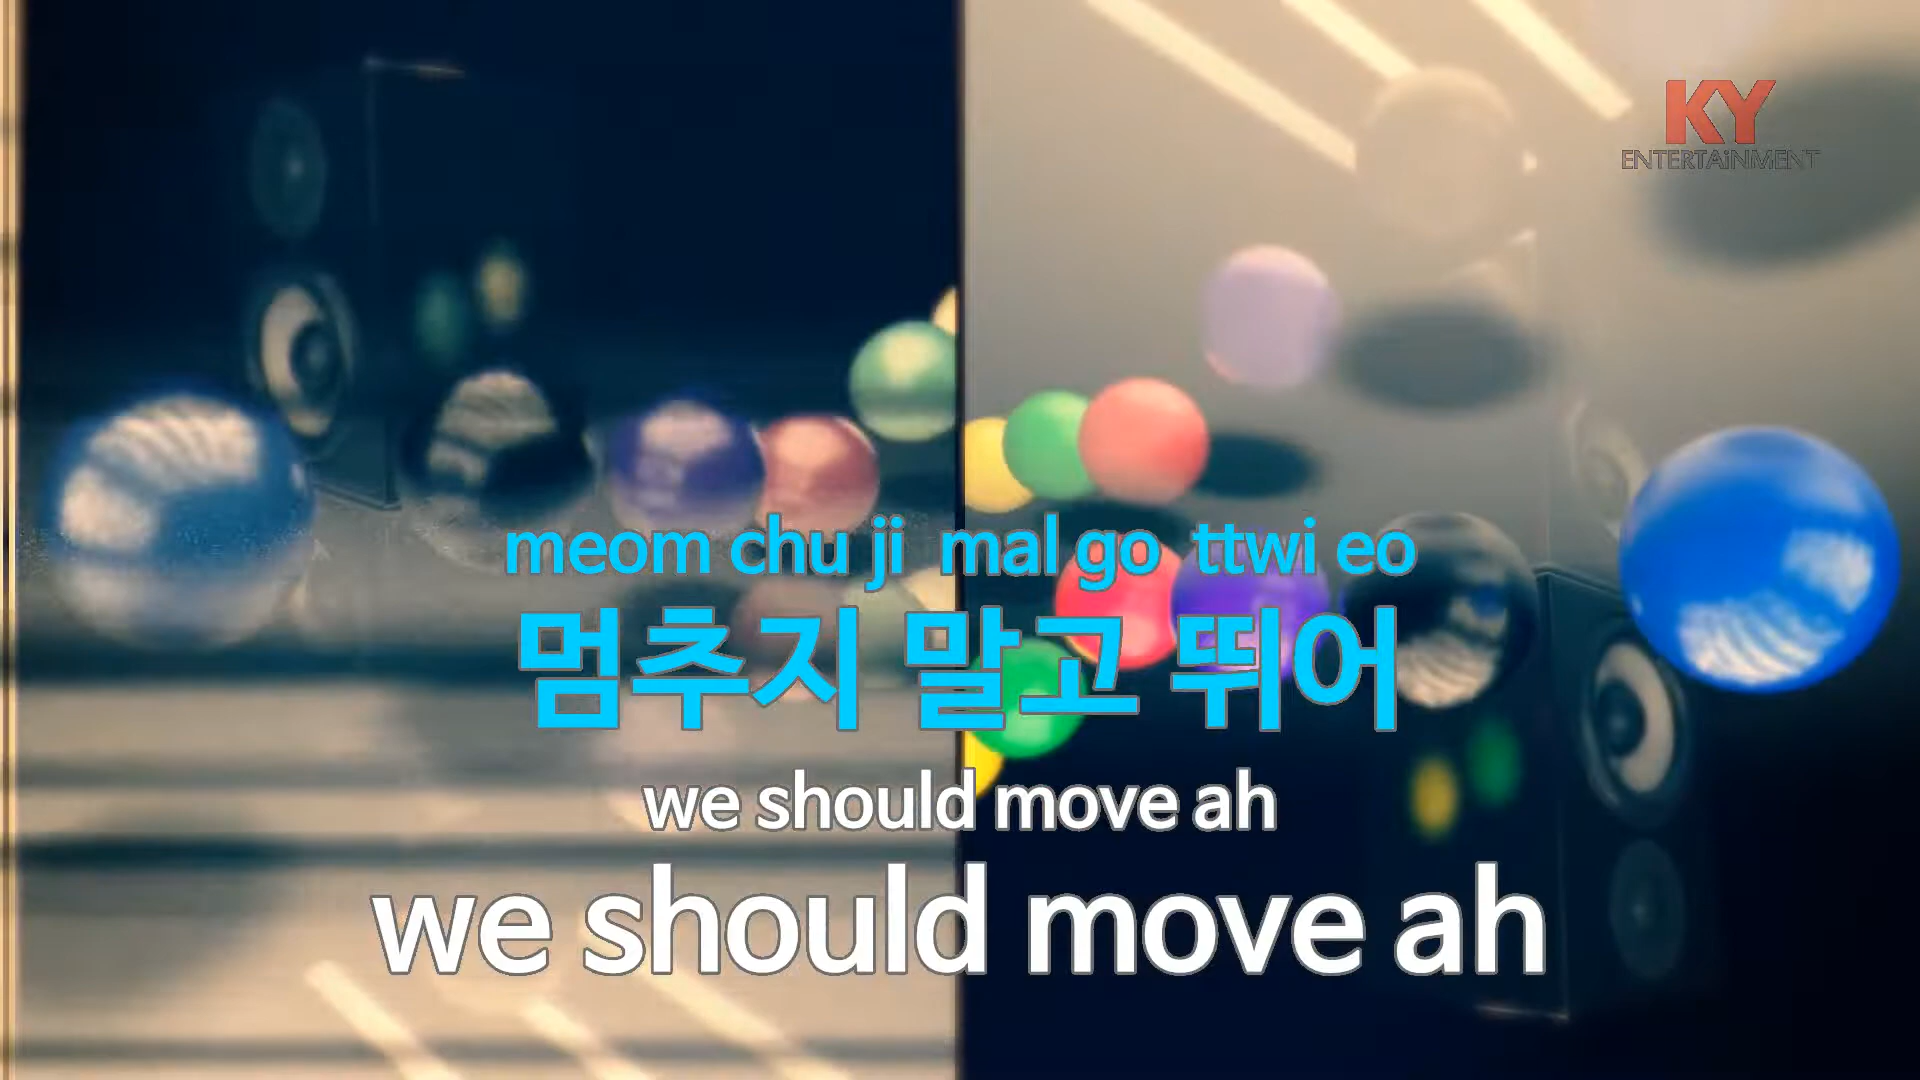 KY
ENTERTAiNMENT
meom chu ji mal go ttwi eo
멈추지 말고 뛰어
we should move ah
we should move ah